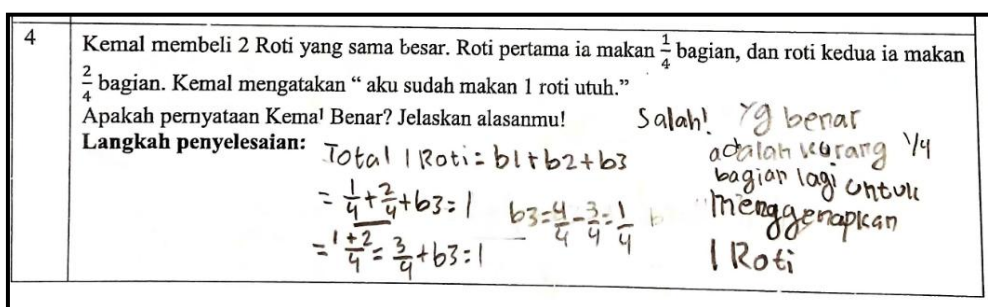 4
Kemal membeli 2 Roti yang sama besar. Roti pertama ia makan 1/4 bagian, dan roti kedua ia makan
2/4 bagian. Kemal mengatakan “ aku sudah makan 1 roti utuh.”
Apakah pernyataan Kemal Benar? Jelaskan alasanmu!
Langkah penyelesaian:
Total 1 Roti = b1+b2+b3
= 1/4 + 2/4 + b3 = 1
= 1+2/4 = 3/4 + b3 = 1
b3 = 4/4 - 3/4 = 1/4
Salah! yg benar
adalah kurang 1/4
bagian lagi untuk
menggenapkan
1 Roti